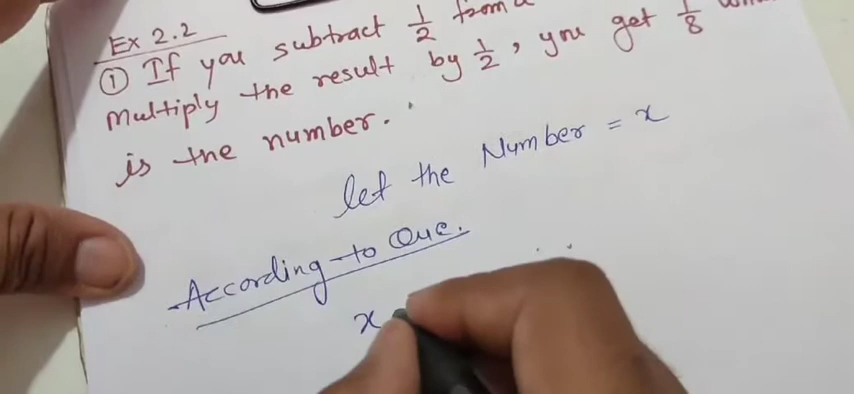 Ex 2.2
① If you subtract 1/2 from a
Multiply the result by 1/2, you get 1/8
is the number.
let the Number = x
According to Que.
x